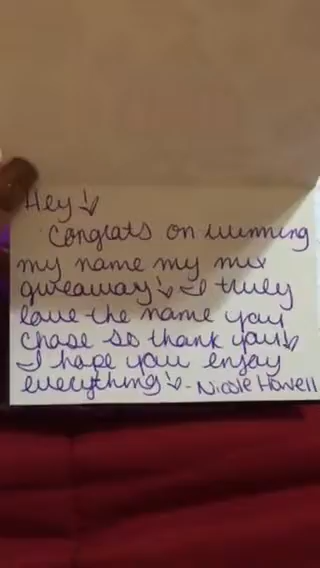 Hey!
Congrats on winning
my name my mix
giveaway! I truly
love the name you
chose so thank you!
I hope you enjoy
everything! - Nicole Howell